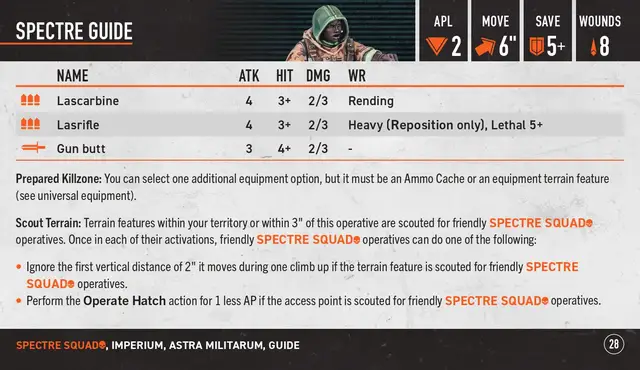 SPECTRE GUIDE
APL 2
MOVE 6"
SAVE 5+
WOUNDS 8
NAME ATK HIT DMG WR
Lascarbine 4 3+ 2/3 Rending
Lasrifle 4 3+ 2/3 Heavy (Reposition only), Lethal 5+
Gun butt 3 4+ 2/3 -
Prepared Killzone: You can select one additional equipment option, but it must be an Ammo Cache or an equipment terrain feature
(see universal equipment).
Scout Terrain: Terrain features within your territory or within 3" of this operative are scouted for friendly SPECTRE SQUAD
operatives. Once in each of their activations, friendly SPECTRE SQUAD operatives can do one of the following:
• Ignore the first vertical distance of 2" it moves during one climb up if the terrain feature is scouted for friendly SPECTRE
SQUAD operatives.
• Perform the Operate Hatch action for 1 less AP if the access point is scouted for friendly SPECTRE SQUAD operatives.
SPECTRE SQUAD, IMPERIUM, ASTRA MILITARUM, GUIDE
28